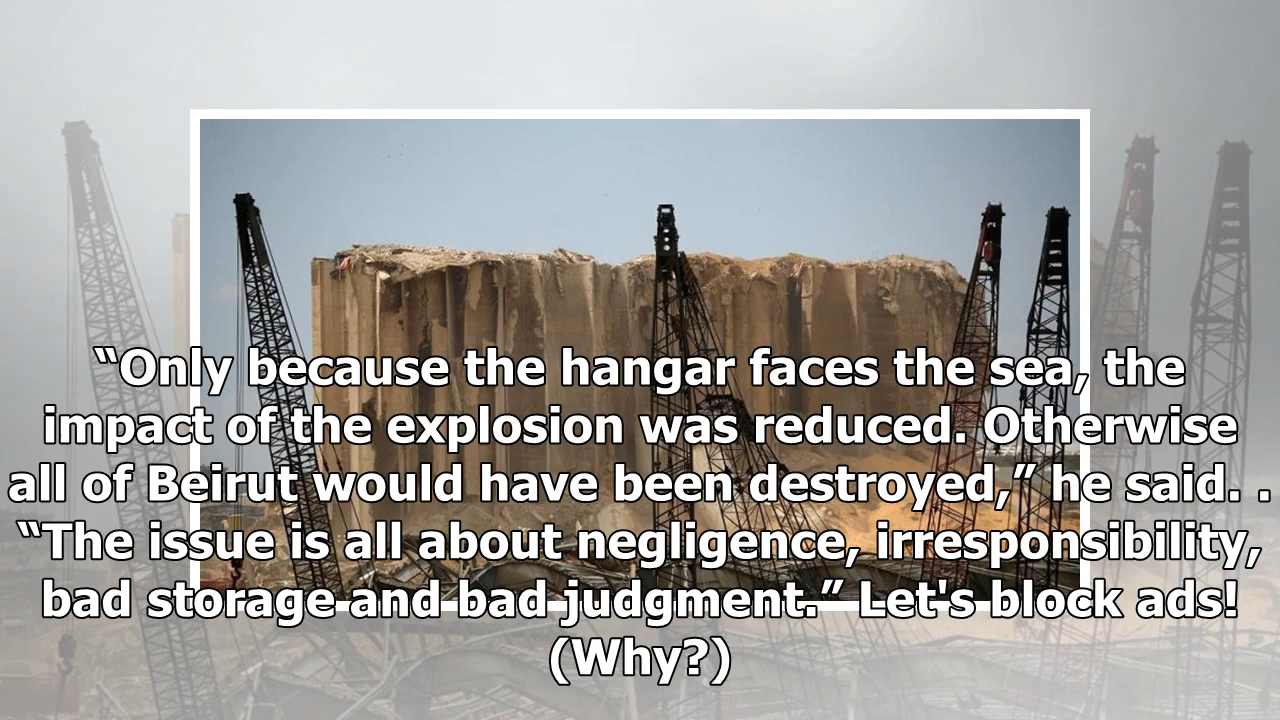 “Only because the hangar faces the sea, the
impact of the explosion was reduced. Otherwise
all of Beirut would have been destroyed,” he said. .
“The issue is all about negligence, irresponsibility,
bad storage and bad judgment.” Let's block ads!
(Why?)